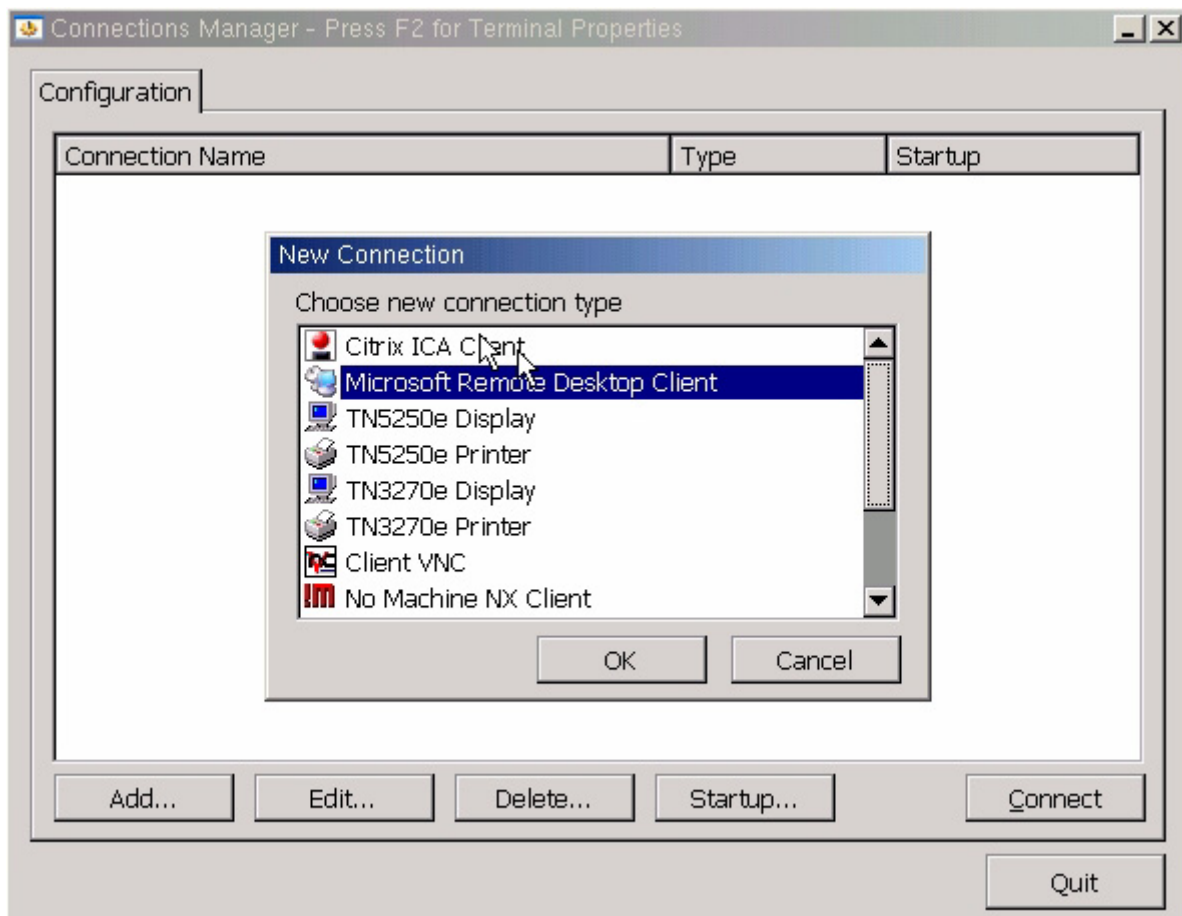 Connections Manager - Press F2 for Terminal Properties
Configuration
Connection Name Type Startup
New Connection
Choose new connection type
Citrix ICA Client
Microsoft Remote Desktop Client
TN5250e Display
TN5250e Printer
TN3270e Display
TN3270e Printer
Client VNC
No Machine NX Client
OK Cancel
Add... Edit... Delete... Startup... Connect
Quit